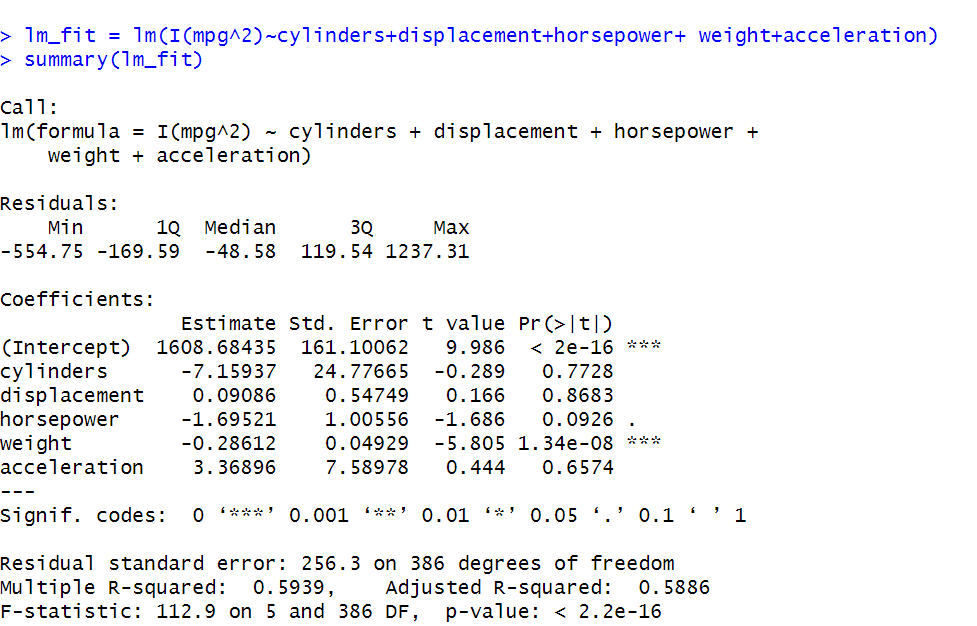 > lm_fit = lm(I(mpg^2)~cylinders+displacement+horsepower+ weight+acceleration)
> summary(lm_fit)
Call:
lm(formula = I(mpg^2) ~ cylinders + displacement + horsepower +
    weight + acceleration)
Residuals:
    Min      1Q  Median      3Q     Max
-554.75 -169.59  -48.58  119.54 1237.31
Coefficients:
               Estimate Std. Error t value Pr(>|t|)
(Intercept)  1608.68435  161.10062   9.986  < 2e-16 ***
cylinders      -7.15937   24.77665  -0.289   0.7728
displacement    0.09086    0.54749   0.166   0.8683
horsepower     -1.69521    1.00556  -1.686   0.0926 .
weight         -0.28612    0.04929  -5.805 1.34e-08 ***
acceleration    3.36896    7.58978   0.444   0.6574
---
Signif. codes:  0 ‘***’ 0.001 ‘**’ 0.01 ‘*’ 0.05 ‘.’ 0.1 ‘ ’ 1
Residual standard error: 256.3 on 386 degrees of freedom
Multiple R-squared:  0.5939,    Adjusted R-squared:  0.5886
F-statistic: 112.9 on 5 and 386 DF,  p-value: < 2.2e-16